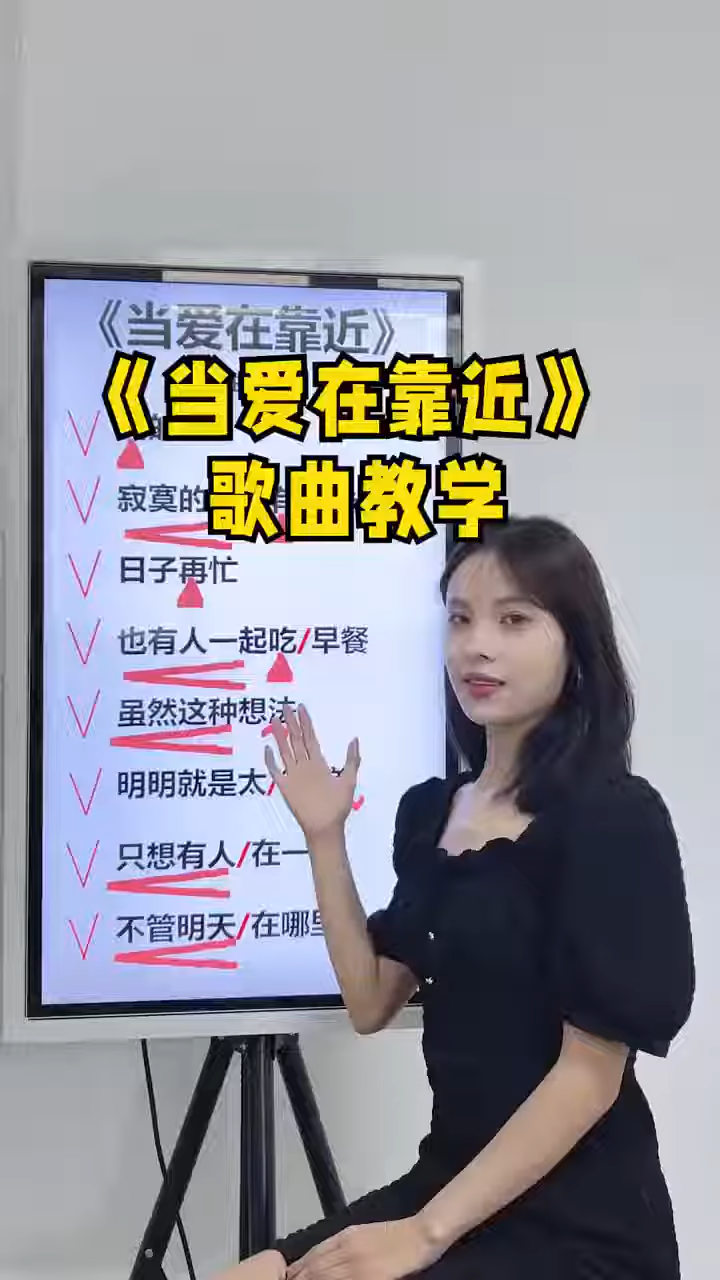 《当爱在靠近》
《当爱在靠近》
歌曲教学
寂寞的
日子再忙
也有人一起吃/早餐
虽然这种想法
明明就是太/
只想有人/在一
不管明天/在哪里